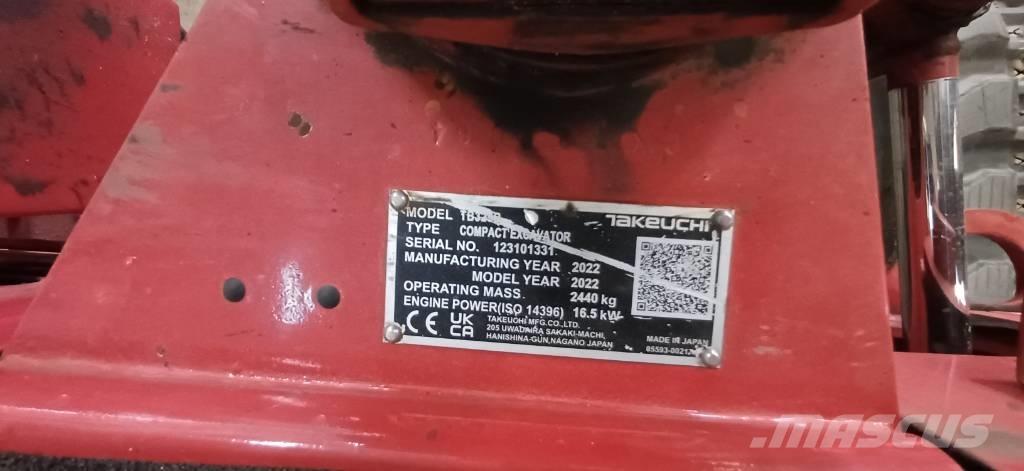 TAKEUCHI
MODEL
TYPE COMPACT EXCAVATOR
SERIAL NO. 123101331
MANUFACTURING YEAR 2022
MODEL YEAR 2022
OPERATING MASS 2440 kg
ENGINE POWER(ISO 14396) 16.5 kW
CE UK CA
TAKEUCHI MFG.CO.,LTD.
205 UWADAIRA SAKAKI-MACHI,
HANISHINA-GUN,NAGANO JAPAN
MADE IN JAPAN
MASCUS